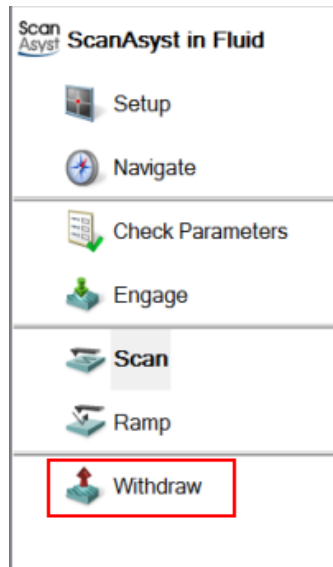 Scan
Asyst
ScanAsyst in Fluid
Setup
Navigate
Check Parameters
Engage
Scan
Ramp
Withdraw